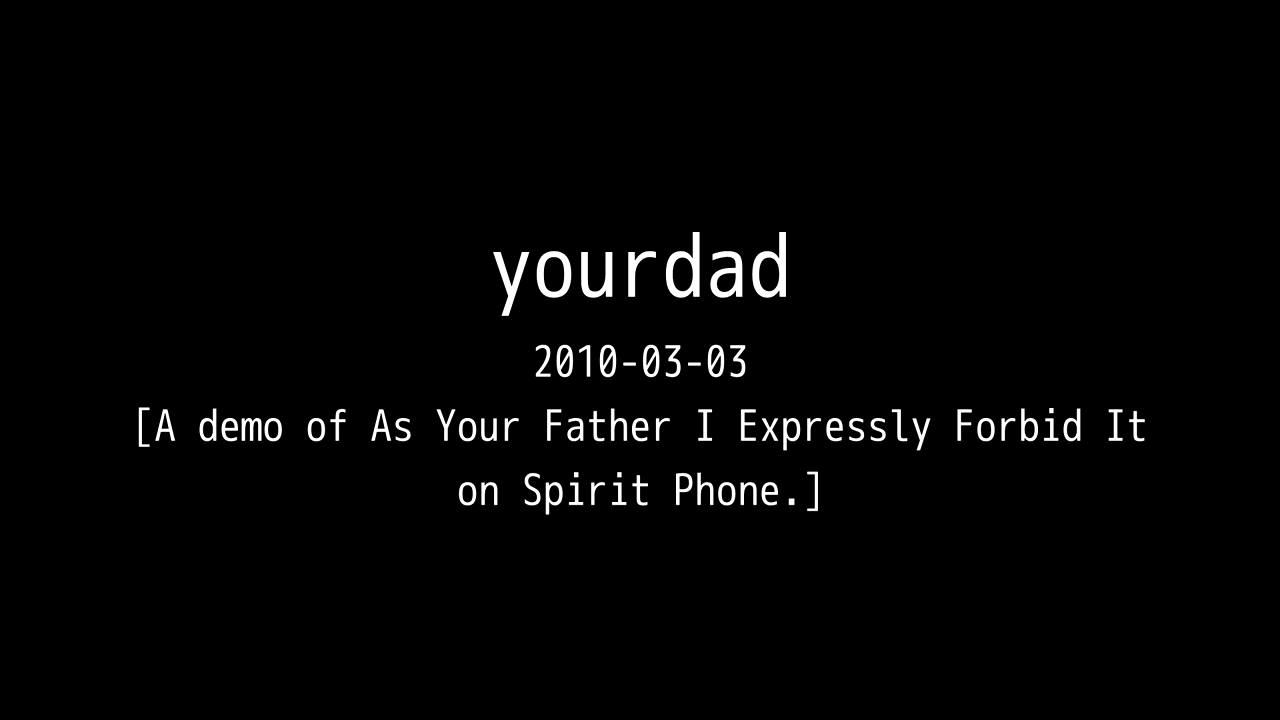 yourdad
2010-03-03
[A demo of As Your Father I Expressly Forbid It
on Spirit Phone.]